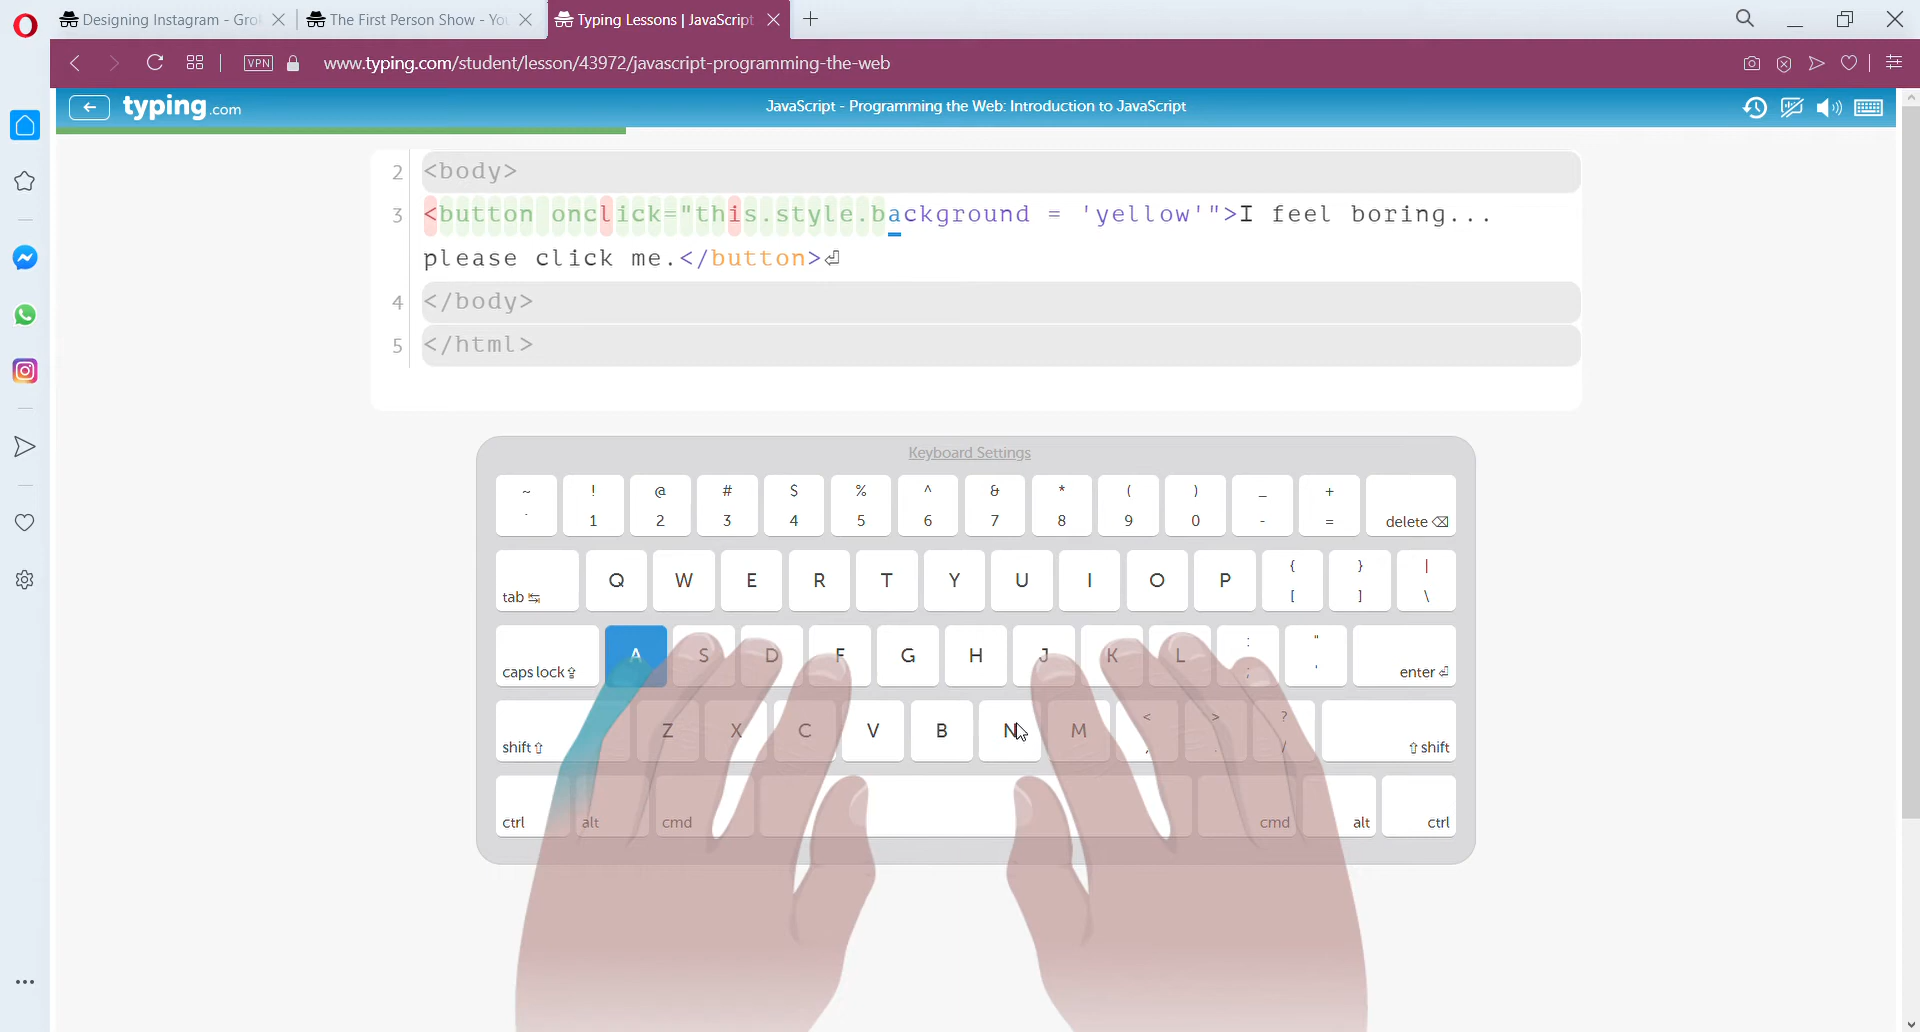 Designing Instagram - Gro
The First Person Show - Yo
Typing Lessons | JavaScript
VPN
www.typing.com/student/lesson/43972/javascript-programming-the-web
typing.com
JavaScript - Programming the Web: Introduction to JavaScript
2 <body>
3 <button onclick="this.style.background = 'yellow'">I feel boring...
please click me.</button>⏎
4 </body>
5 </html>
Keyboard Settings
~ ! @ # $ % ^ & * ( ) _ +
` 1 2 3 4 5 6 7 8 9 0 - = delete
{ } |
tab Q W E R T Y U I O P [ ] \
: "
caps lock A S D F G H J K L ; ' enter
< > ?
shift Z X C V B N M , . / shift
ctrl alt cmd cmd alt ctrl